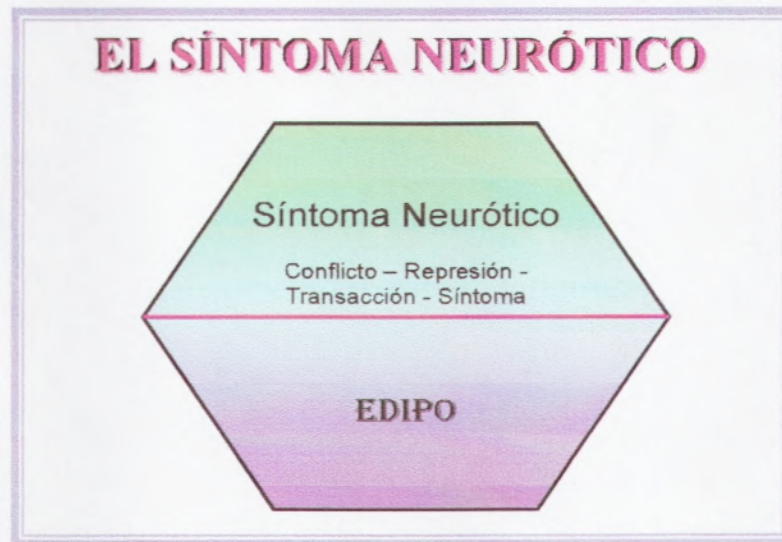 EL SÍNTOMA NEURÓTICO
Síntoma Neurótico
Conflicto – Represión -
Transacción - Síntoma
EDIPO